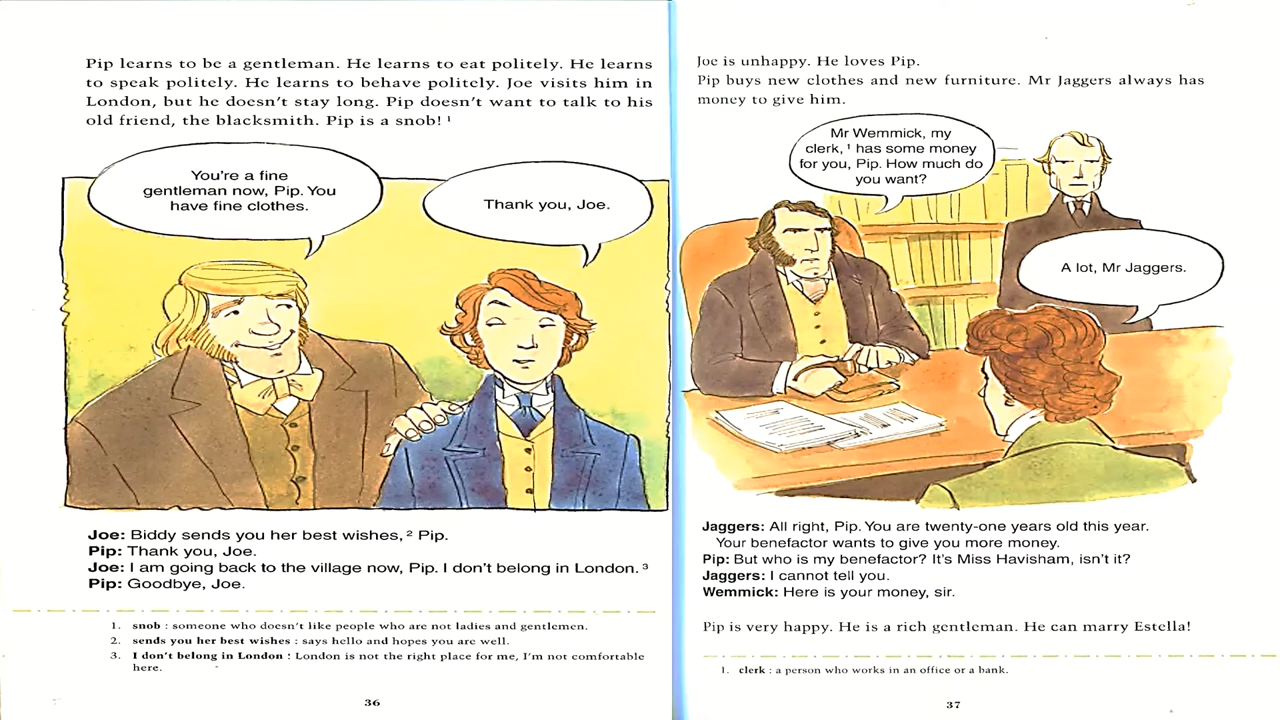 Pip learns to be a gentleman. He learns to eat politely. He learns
to speak politely. He learns to behave politely. Joe visits him in
London, but he doesn't stay long. Pip doesn't want to talk to his
old friend, the blacksmith. Pip is a snob! 1
You're a fine
gentleman now, Pip. You
have fine clothes.
Thank you, Joe.
Joe: Biddy sends you her best wishes, 2 Pip.
Pip: Thank you, Joe.
Joe: I am going back to the village now, Pip. I don't belong in London. 3
Pip: Goodbye, Joe.
1. snob : someone who doesn't like people who are not ladies and gentlemen.
2. sends you her best wishes : says hello and hopes you are well.
3. I don't belong in London : London is not the right place for me, I'm not comfortable
here.
36
Joe is unhappy. He loves Pip.
Pip buys new clothes and new furniture. Mr Jaggers always has
money to give him.
Mr Wemmick, my
clerk, 1 has some money
for you, Pip. How much do
you want?
A lot, Mr Jaggers.
Jaggers: All right, Pip. You are twenty-one years old this year.
Your benefactor wants to give you more money.
Pip: But who is my benefactor? It's Miss Havisham, isn't it?
Jaggers: I cannot tell you.
Wemmick: Here is your money, sir.
Pip is very happy. He is a rich gentleman. He can marry Estella!
1. clerk : a person who works in an office or a bank.
37